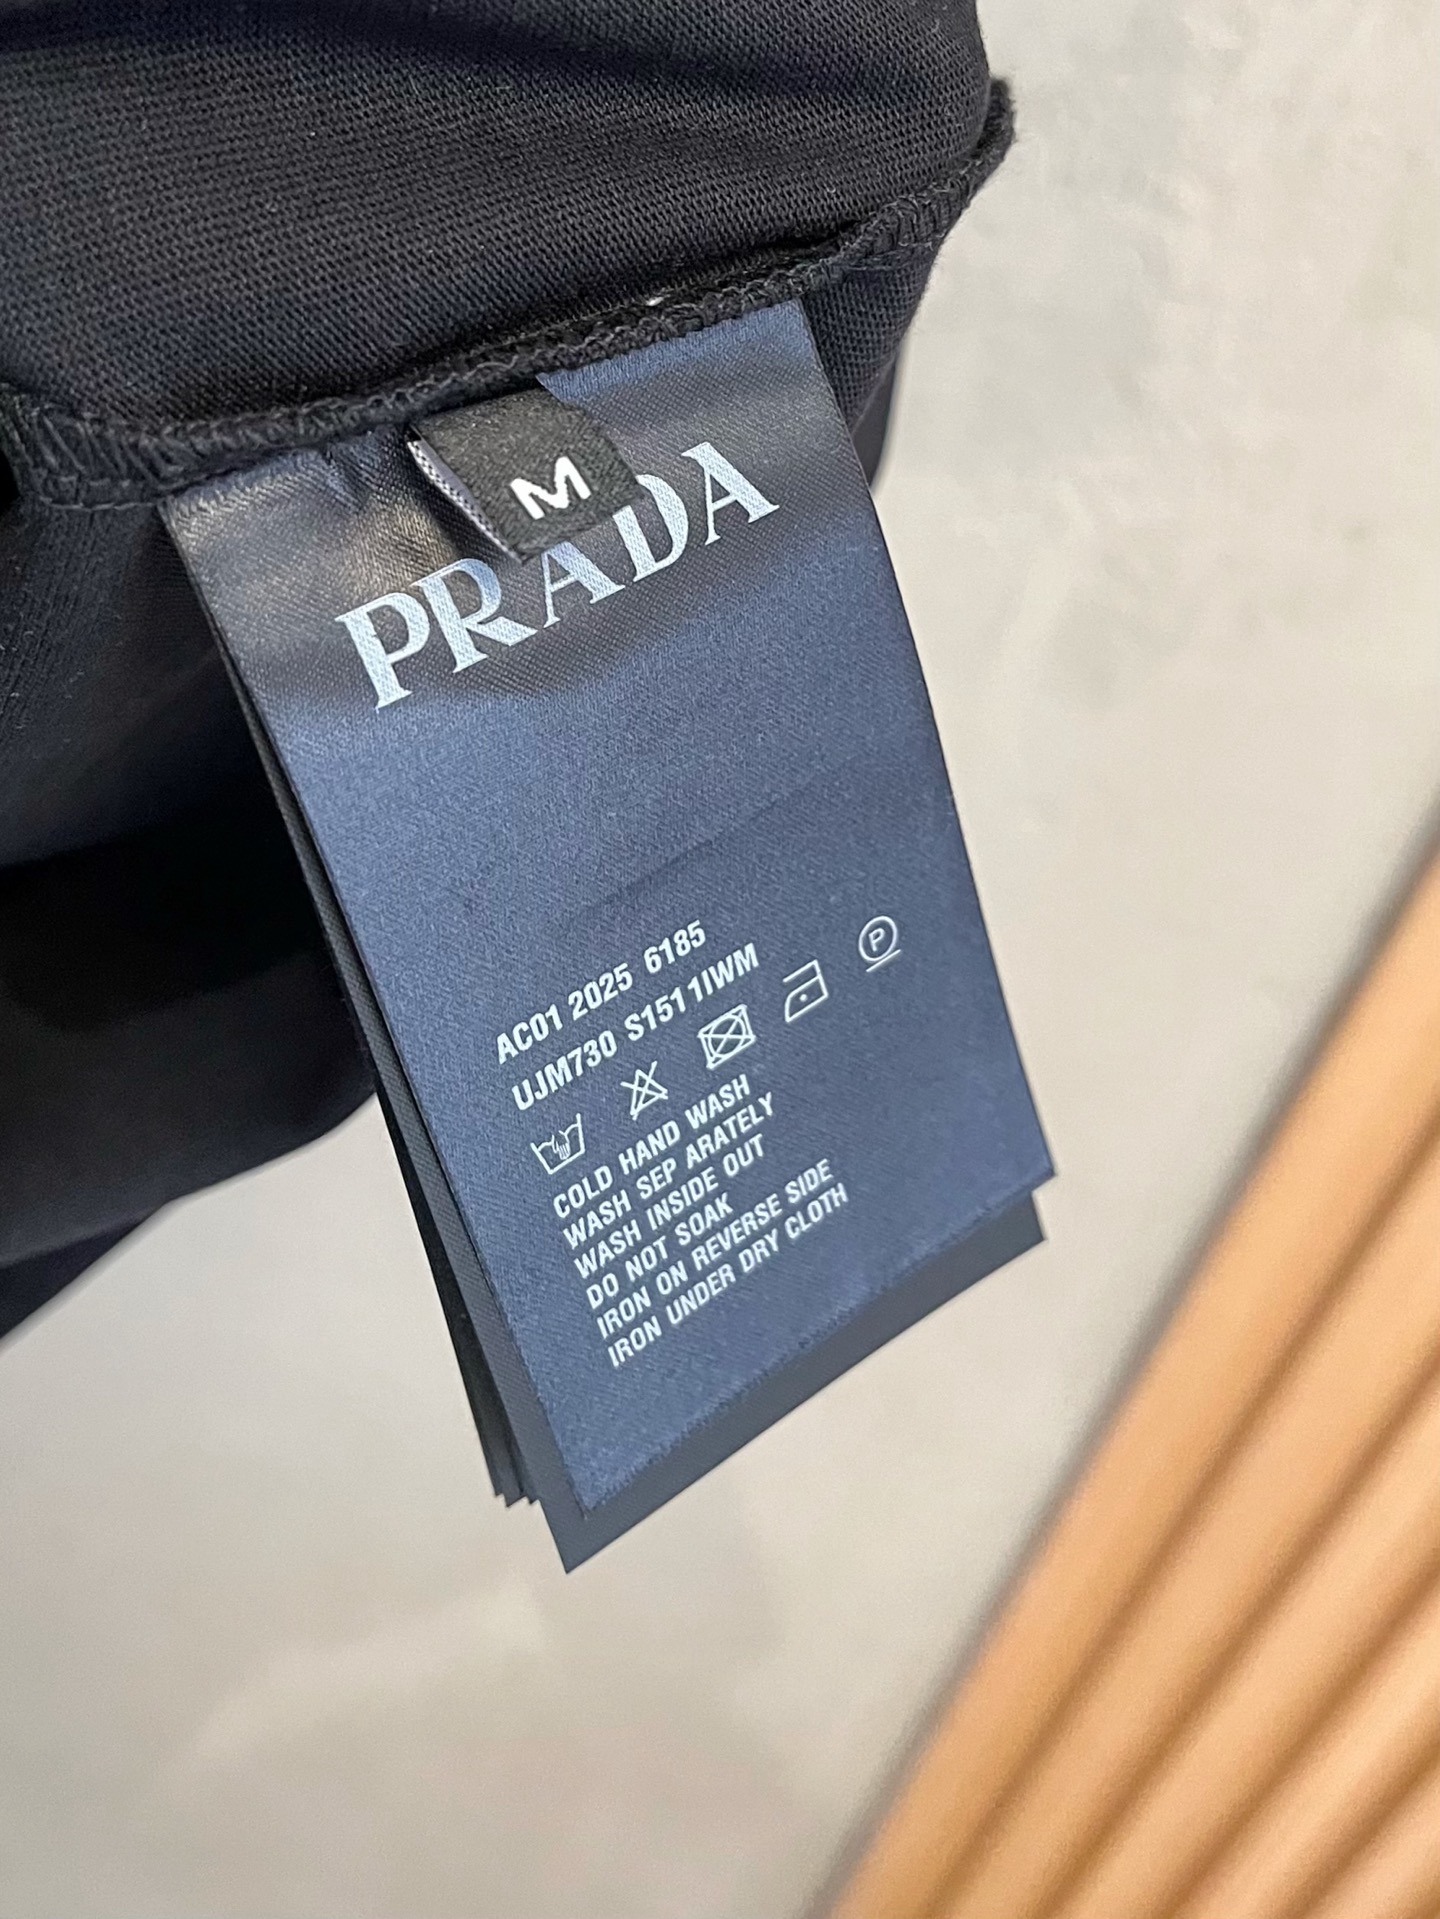 M
PRADA
AC01 2025 6185
UJM730 S151 1IWM
P
COLD HAND WASH
WASH SEP ARATELY
WASH INSIDE OUT
DO NOT SOAK
IRON ON REVERSE SIDE
IRON UNDER DRY CLOTH